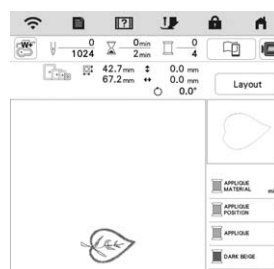 W+
0
1024
0min
2min
0
4
42.7mm 0.0 mm
67.2mm 0.0 mm
0.0°
Layout
APPLIQUE
MATERIAL
APPLIQUE
POSITION
APPLIQUE
DARK BEIGE